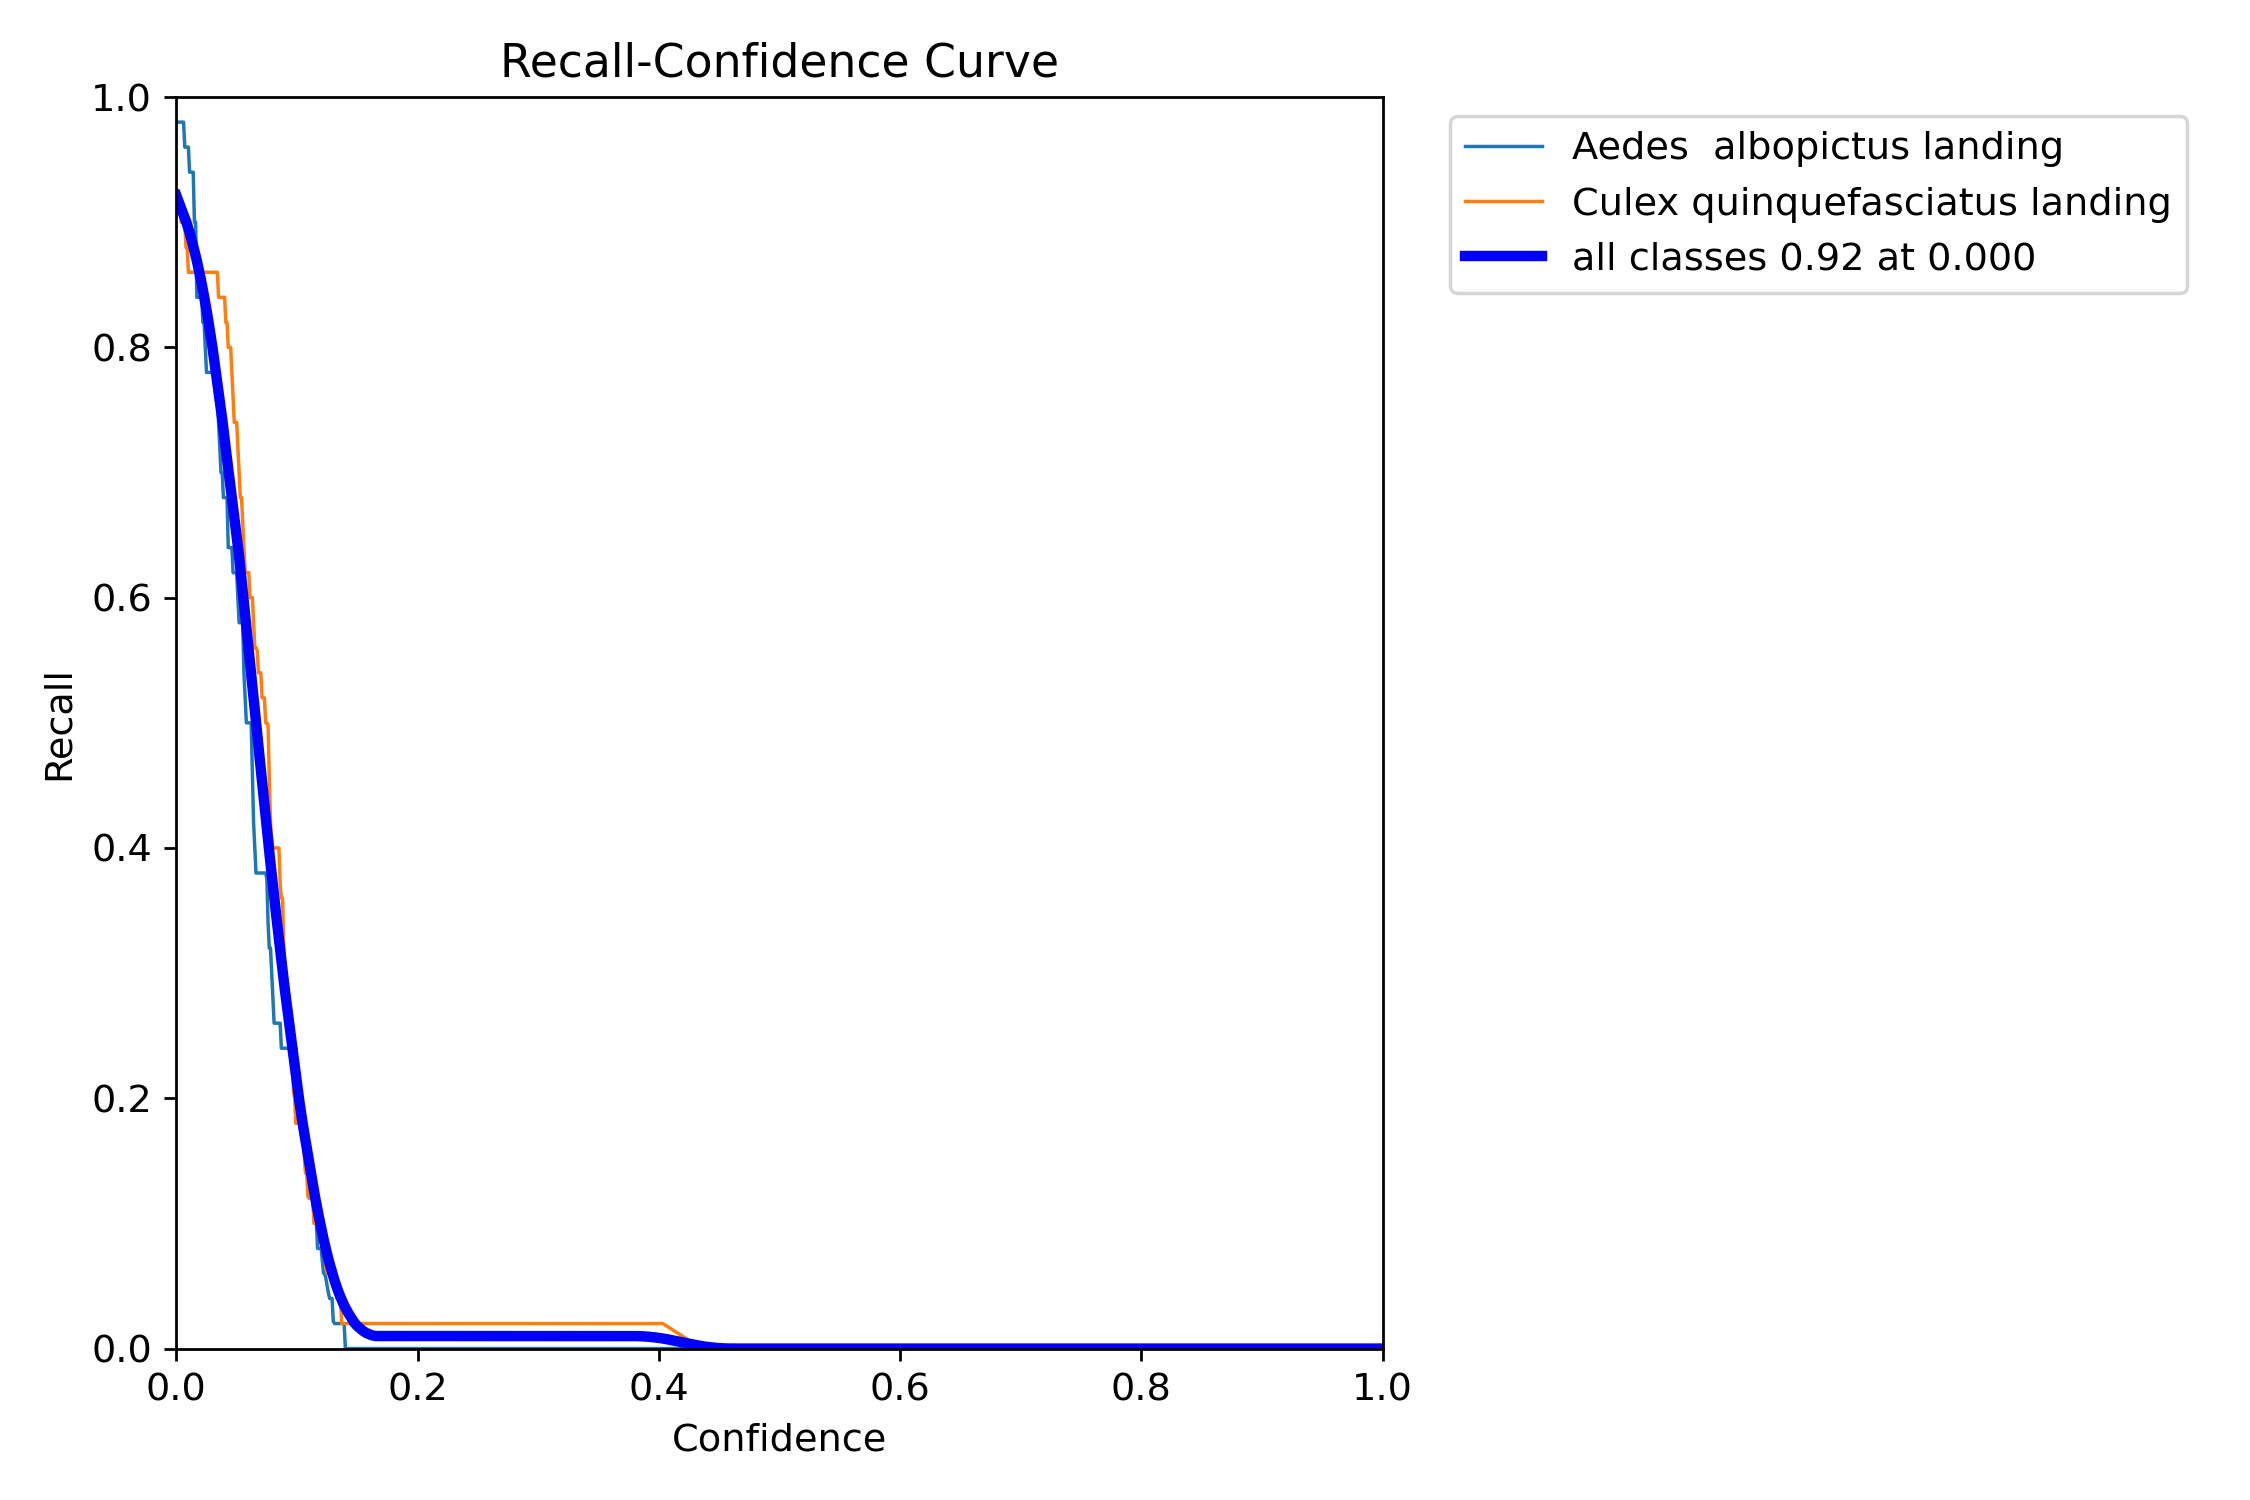 Recall-Confidence Curve
1.0
0.8
0.6
0.4
0.2
0.0
Recall
0.0 0.2 0.4 0.6 0.8 1.0
Confidence
Aedes  albopictus landing
Culex quinquefasciatus landing
all classes 0.92 at 0.000